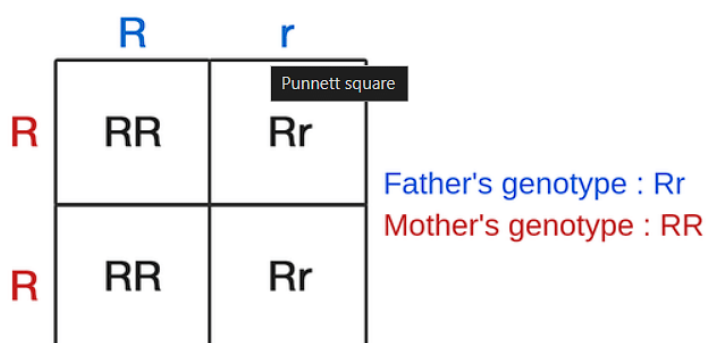 R r
Punnett square
R RR Rr
Father's genotype : Rr
Mother's genotype : RR
R RR Rr